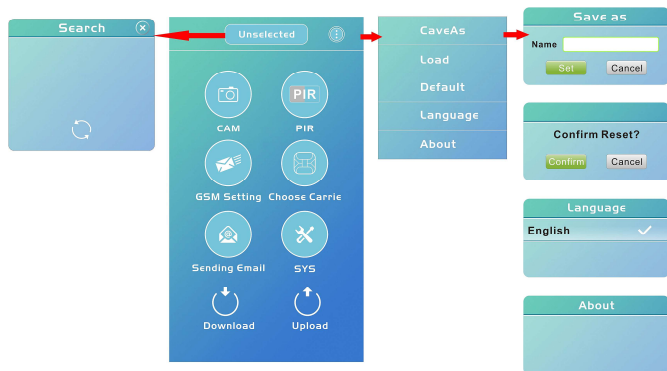 Search
Unselected
PIR
CAM
PIR
GSM Setting
Choose Carrie
@
Sending Email
SYS
Download
Upload
CaveAs
Load
Default
Language
About
Save as
Name
Set
Cancel
Confirm Reset?
Confirm
Cancel
Language
English
About